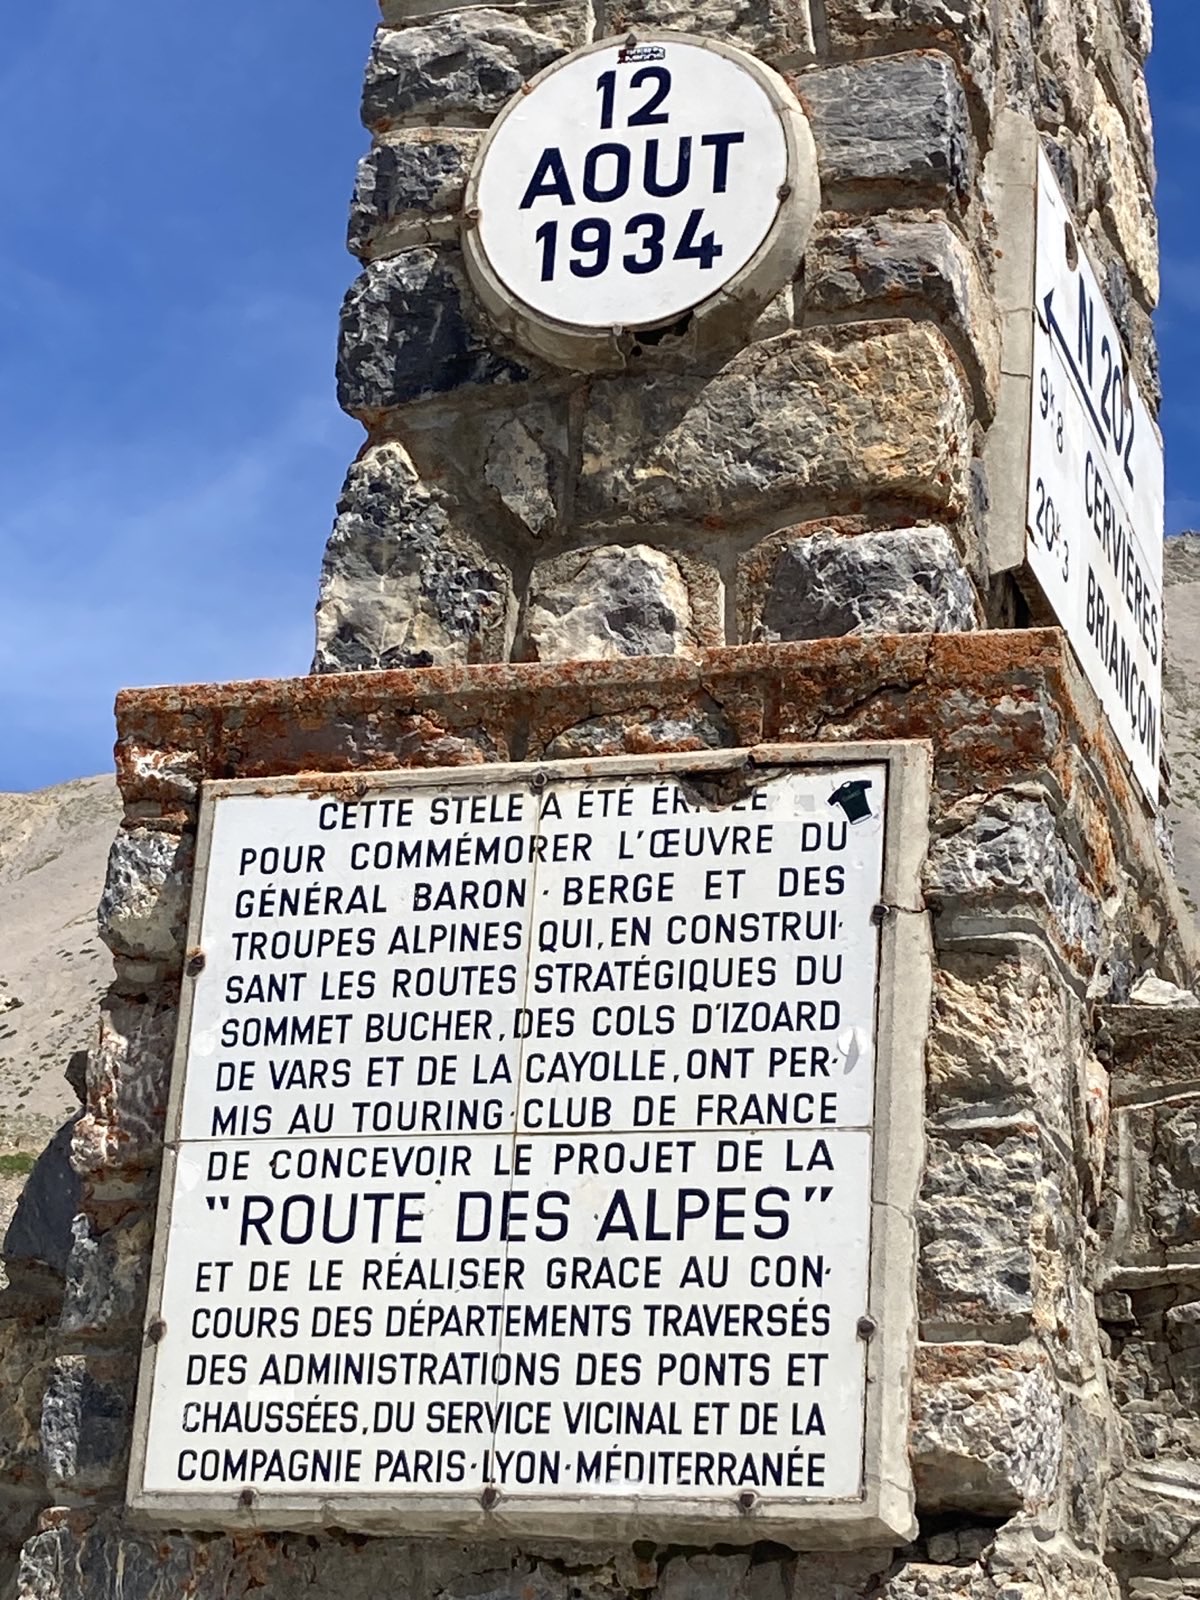 12
AOUT
1934
N 202
9K8 CERVIÈRES
20K3 BRIANÇON
CETTE STELE A ÉTÉ
POUR COMMÉMORER L'ŒUVRE DU
GÉNÉRAL BARON·BERGE ET DES
TROUPES ALPINES QUI, EN CONSTRUI-
SANT LES ROUTES STRATÉGIQUES DU
SOMMET BUCHER, DES COLS D'IZOARD
DE VARS ET DE LA CAYOLLE, ONT PER-
MIS AU TOURING·CLUB DE FRANCE
DE CONCEVOIR LE PROJET DE LA
"ROUTE DES ALPES"
ET DE LE RÉALISER GRACE AU CON-
COURS DES DÉPARTEMENTS TRAVERSÉS
DES ADMINISTRATIONS DES PONTS ET
CHAUSSÉES, DU SERVICE VICINAL ET DE LA
COMPAGNIE PARIS·LYON·MÉDITERRANÉE